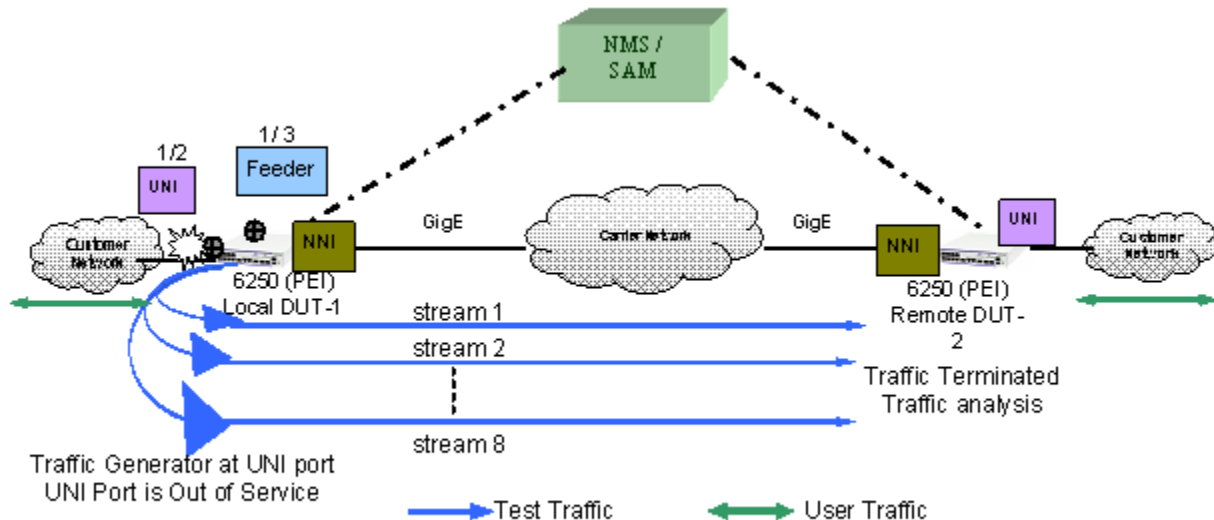 NMS /
SAM
1/2
1/3
UNI
Feeder
UNI
Customer
Network
NNI
GigE
Carrier Network
GigE
NNI
Customer
Network
6250 (PEI)
Local DUT-1
6250 (PEI)
Remote DUT-
2
stream 1
stream 2
Traffic Terminated
Traffic analysis
stream 8
Traffic Generator at UNI port
UNI Port is Out of Service
Test Traffic
User Traffic